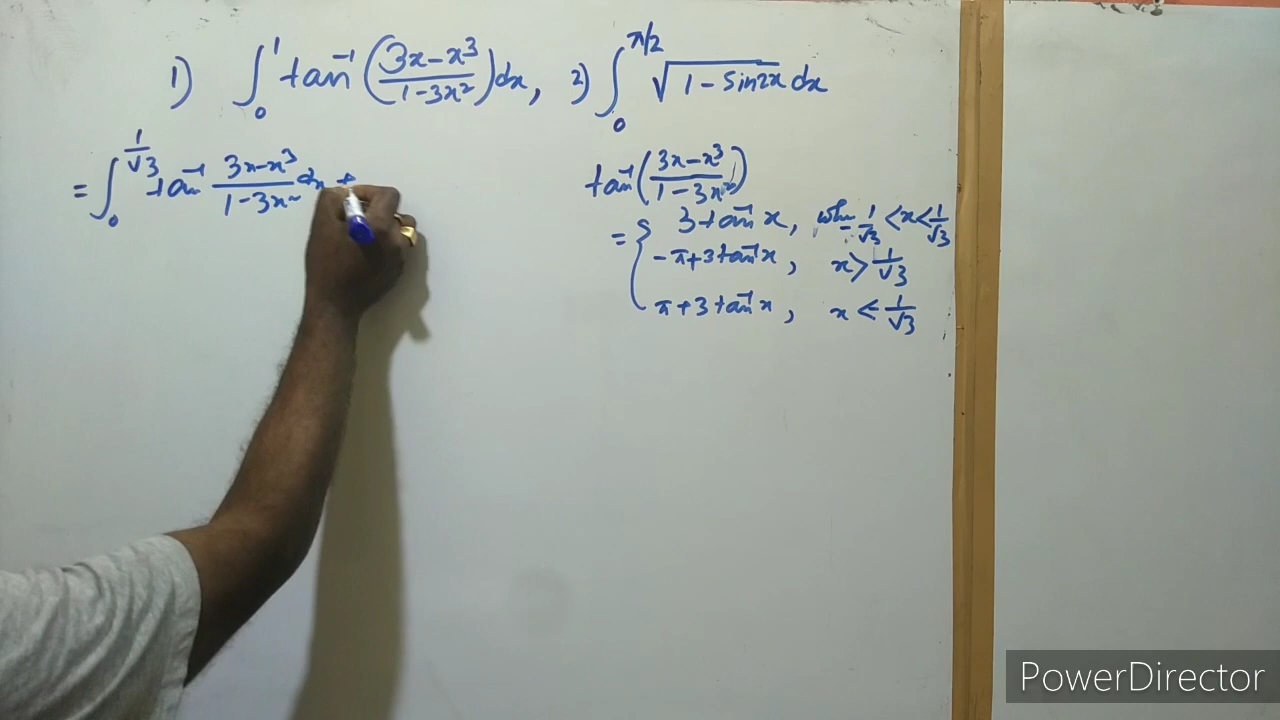 1) ∫₀¹ tan⁻¹ ((3x-x³)/(1-3x²)) dx, 2) ∫₀^(π/2) √(1-Sin2x) dx
= ∫₀^(1/√3) tan⁻¹ (3x-x³)/(1-3x²) dx +
tan⁻¹ ((3x-x³)/(1-3x²))
= { 3tan⁻¹x, when -1/√3 < x < 1/√3
-π+3tan⁻¹x, x > 1/√3
π+3tan⁻¹x, x < 1/√3
PowerDirector